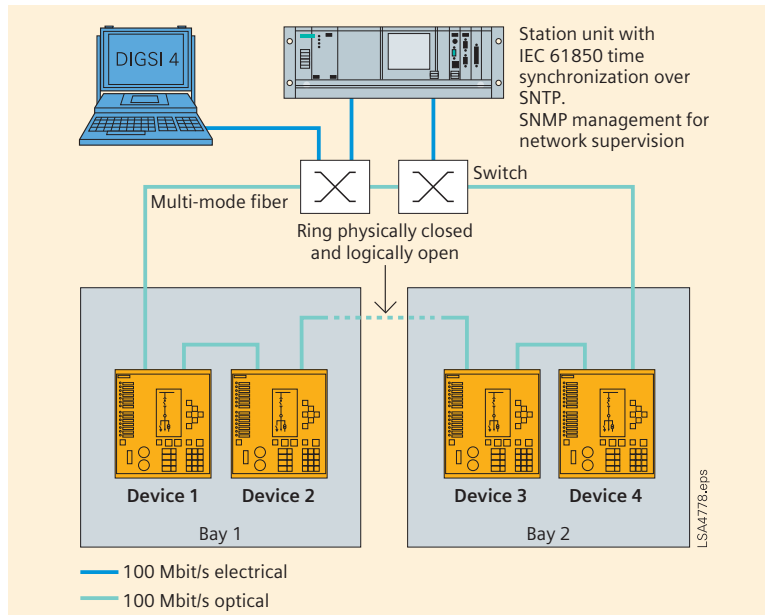 DIGSI 4
Station unit with
IEC 61850 time
synchronization over
SNTP.
SNMP management for
network supervision
Switch
Multi-mode fiber
Ring physically closed
and logically open
Device 1
Device 2
Device 3
Device 4
Bay 1
Bay 2
LSA4778.eps
100 Mbit/s electrical
100 Mbit/s optical